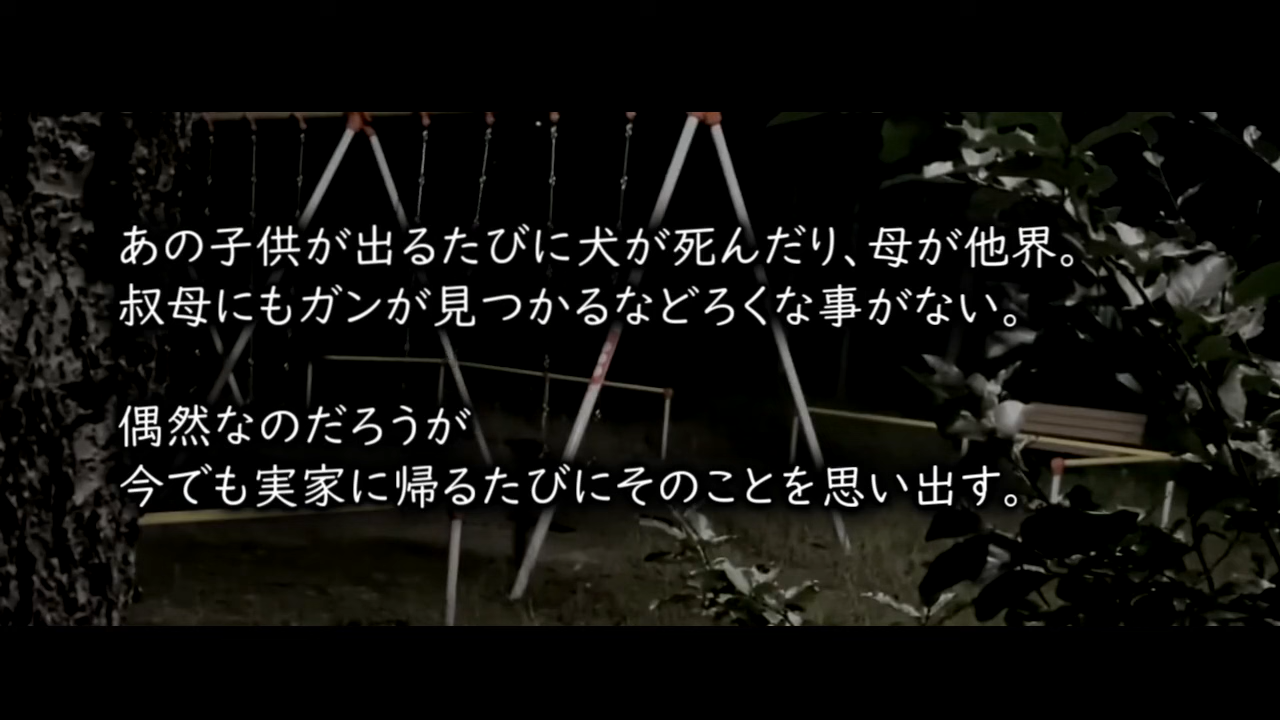 あの子供が出るたびに犬が死んだり、母が他界。
叔母にもガンが見つかるなどろくな事がない。
偶然なのだろうが
今でも実家に帰るたびにそのことを思い出す。